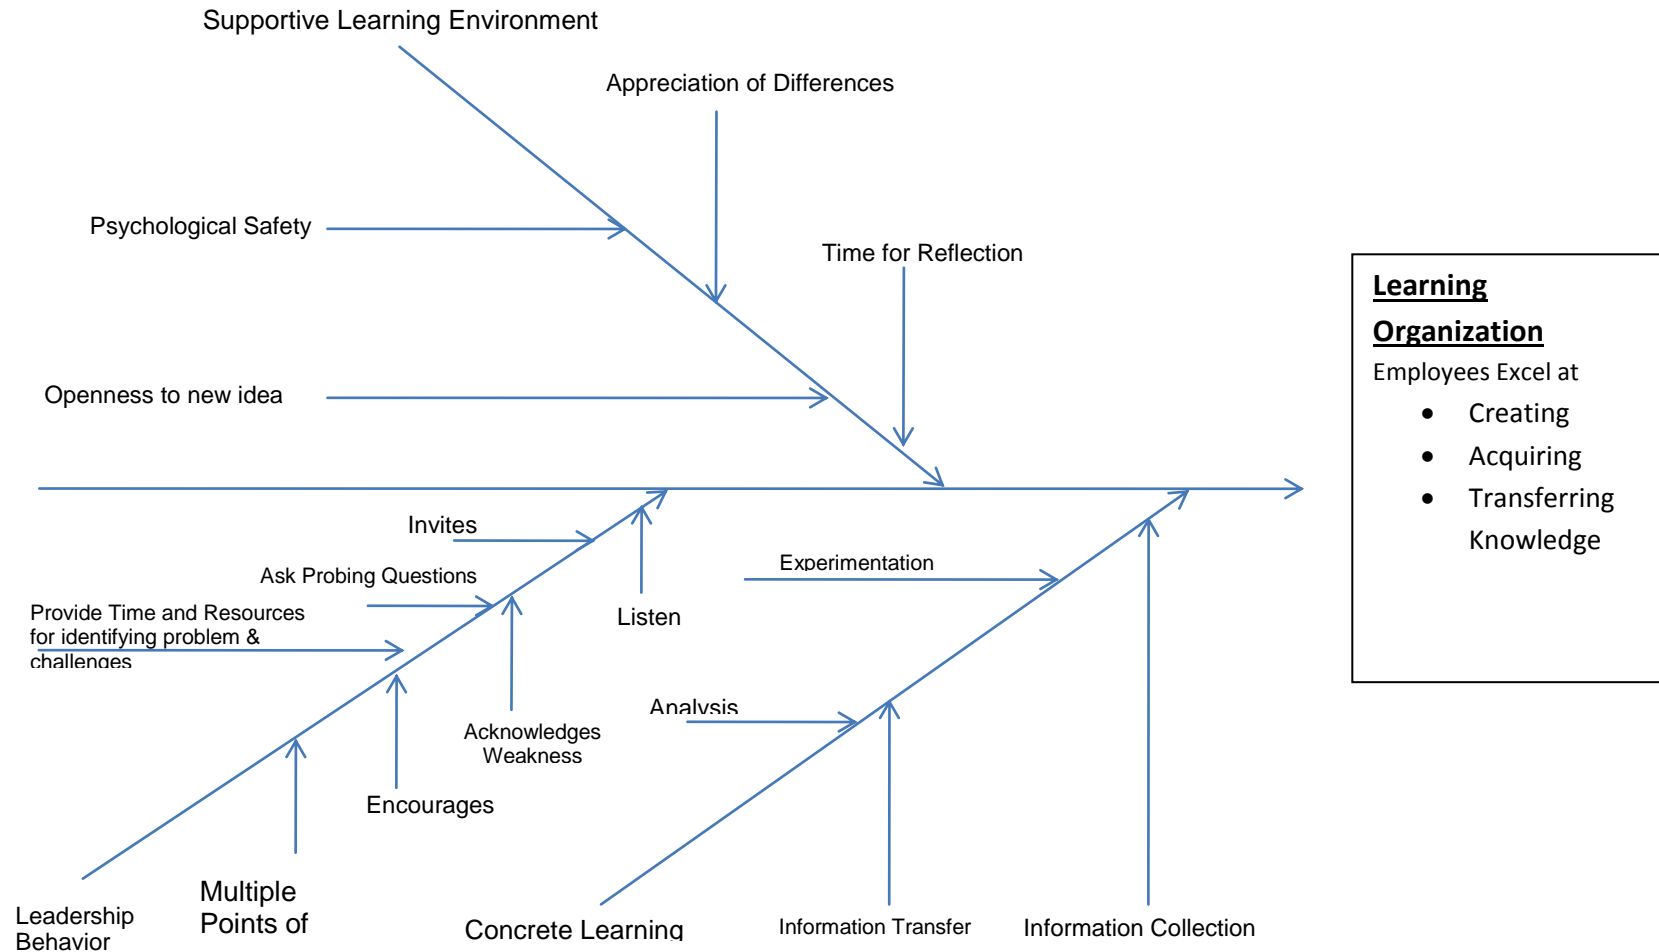 Supportive Learning Environment
Appreciation of Differences
Psychological Safety
Time for Reflection
Openness to new idea
Learning
Organization
Employees Excel at
• Creating
• Acquiring
• Transferring
Knowledge
Invites
Ask Probing Questions
Provide Time and Resources
for identifying problem &
challenges
Listen
Experimentation
Acknowledges
Weakness
Encourages
Analysis
Multiple
Points of
Leadership
Behavior
Concrete Learning
Information Transfer
Information Collection